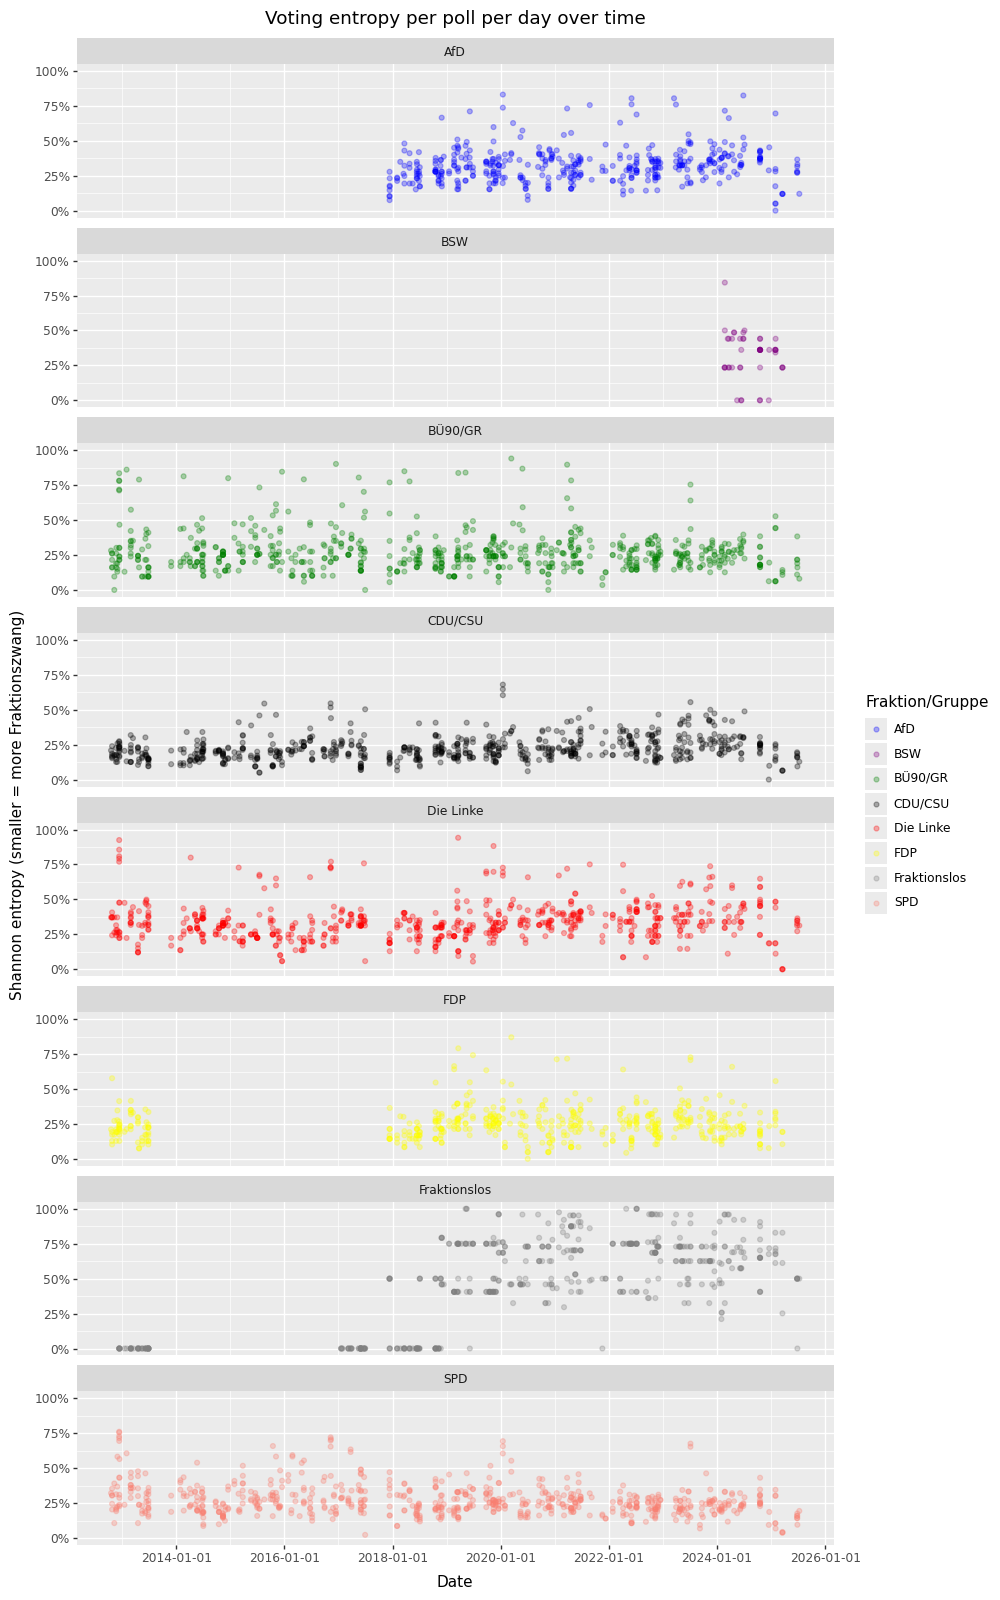 Voting entropy per poll per day over time
AfD
100%
75%
50%
25%
0%
BSW
100%
75%
50%
25%
0%
BÜ90/GR
100%
75%
50%
25%
0%
CDU/CSU
100%
75%
50%
25%
0%
Die Linke
100%
75%
50%
25%
0%
FDP
100%
75%
50%
25%
0%
Fraktionslos
100%
75%
50%
25%
0%
SPD
100%
75%
50%
25%
0%
2014-01-01 2016-01-01 2018-01-01 2020-01-01 2022-01-01 2024-01-01 2026-01-01
Date
Shannon entropy (smaller = more Fraktionszwang)
Fraktion/Gruppe
AfD
BSW
BÜ90/GR
CDU/CSU
Die Linke
FDP
Fraktionslos
SPD